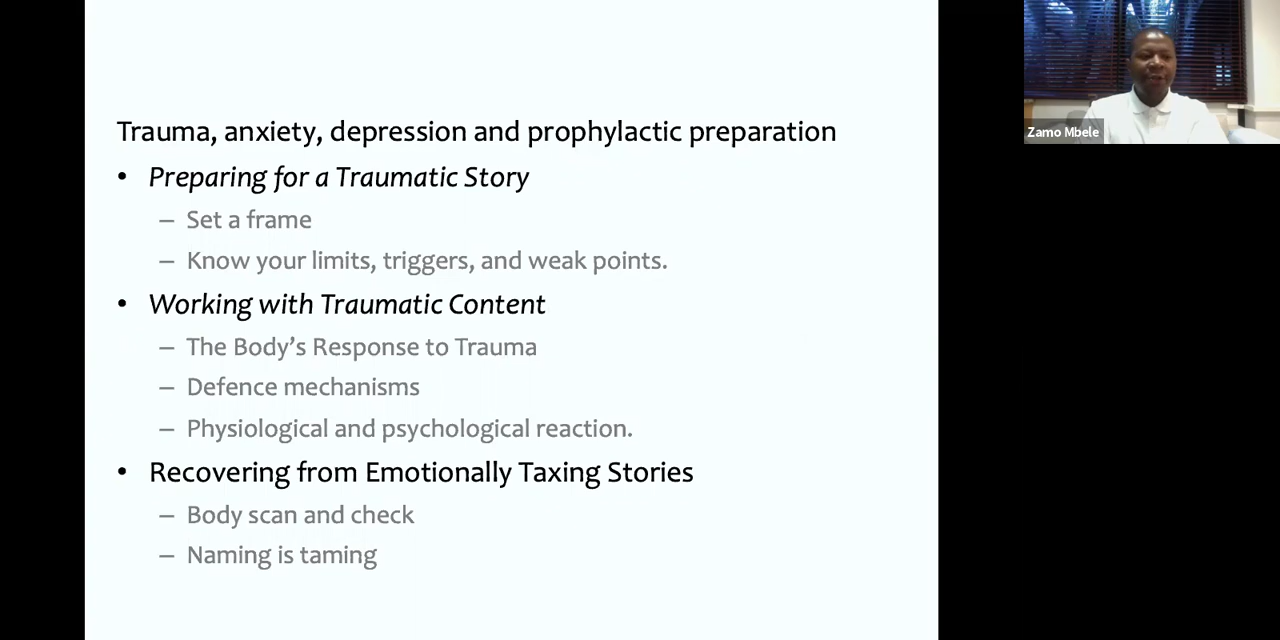 Trauma, anxiety, depression and prophylactic preparation
• Preparing for a Traumatic Story
– Set a frame
– Know your limits, triggers, and weak points.
• Working with Traumatic Content
– The Body’s Response to Trauma
– Defence mechanisms
– Physiological and psychological reaction.
• Recovering from Emotionally Taxing Stories
– Body scan and check
– Naming is taming
Zamo Mbele